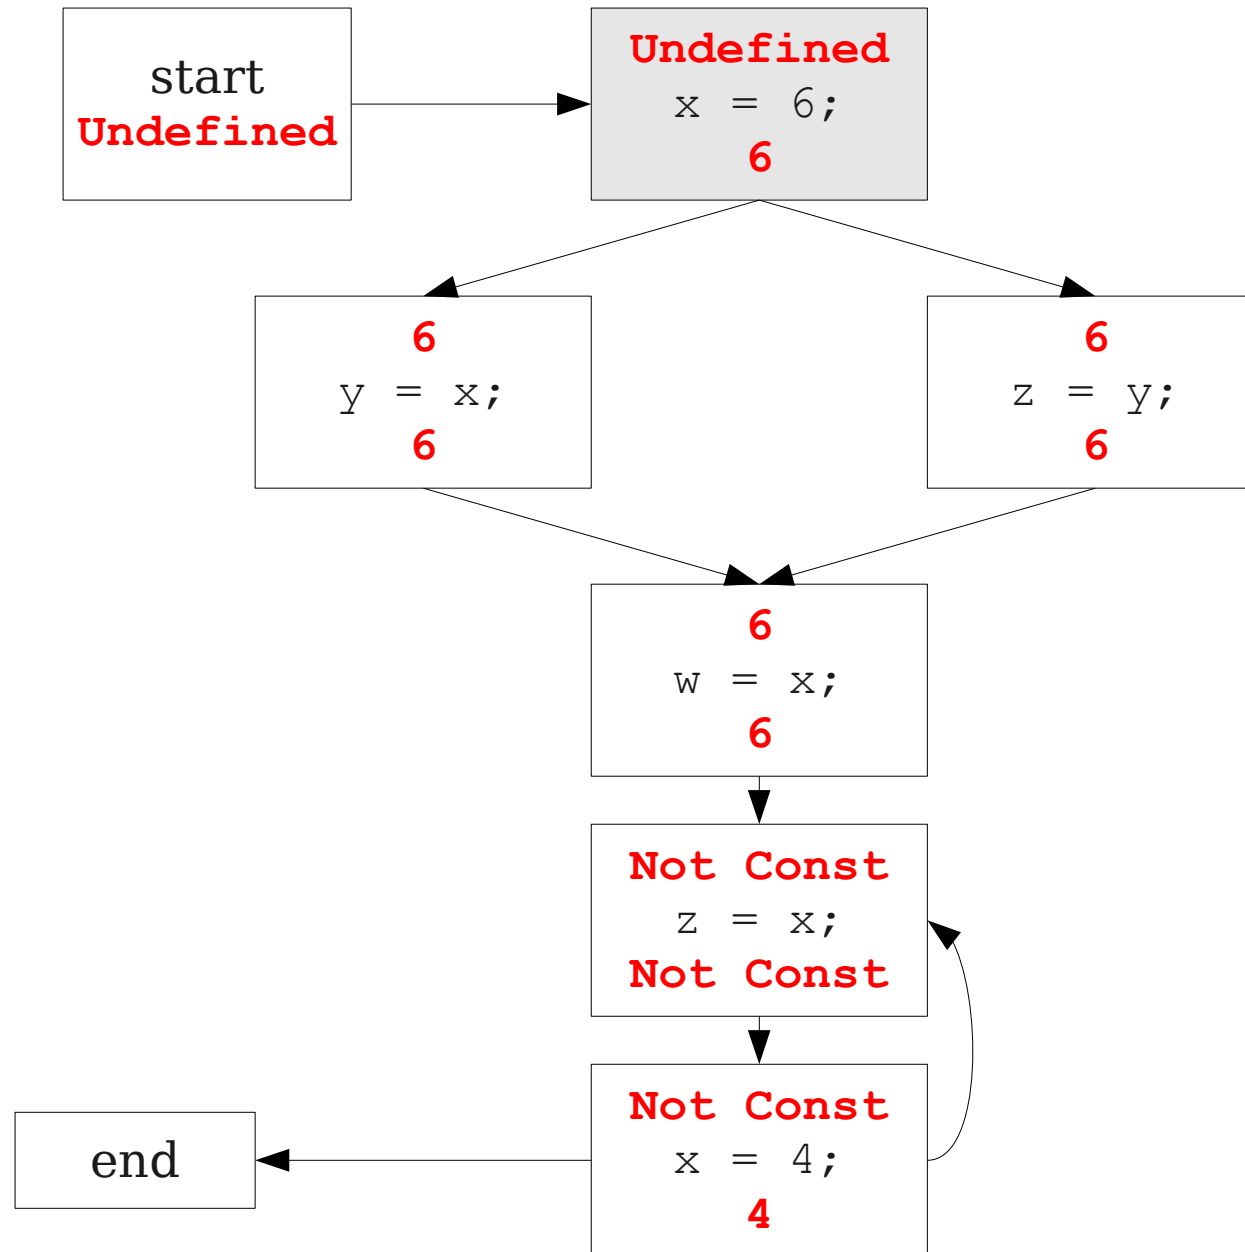 start
Undefined
Undefined
x = 6;
6
6
y = x;
6
6
z = y;
6
6
w = x;
6
Not Const
z = x;
Not Const
Not Const
x = 4;
4
end